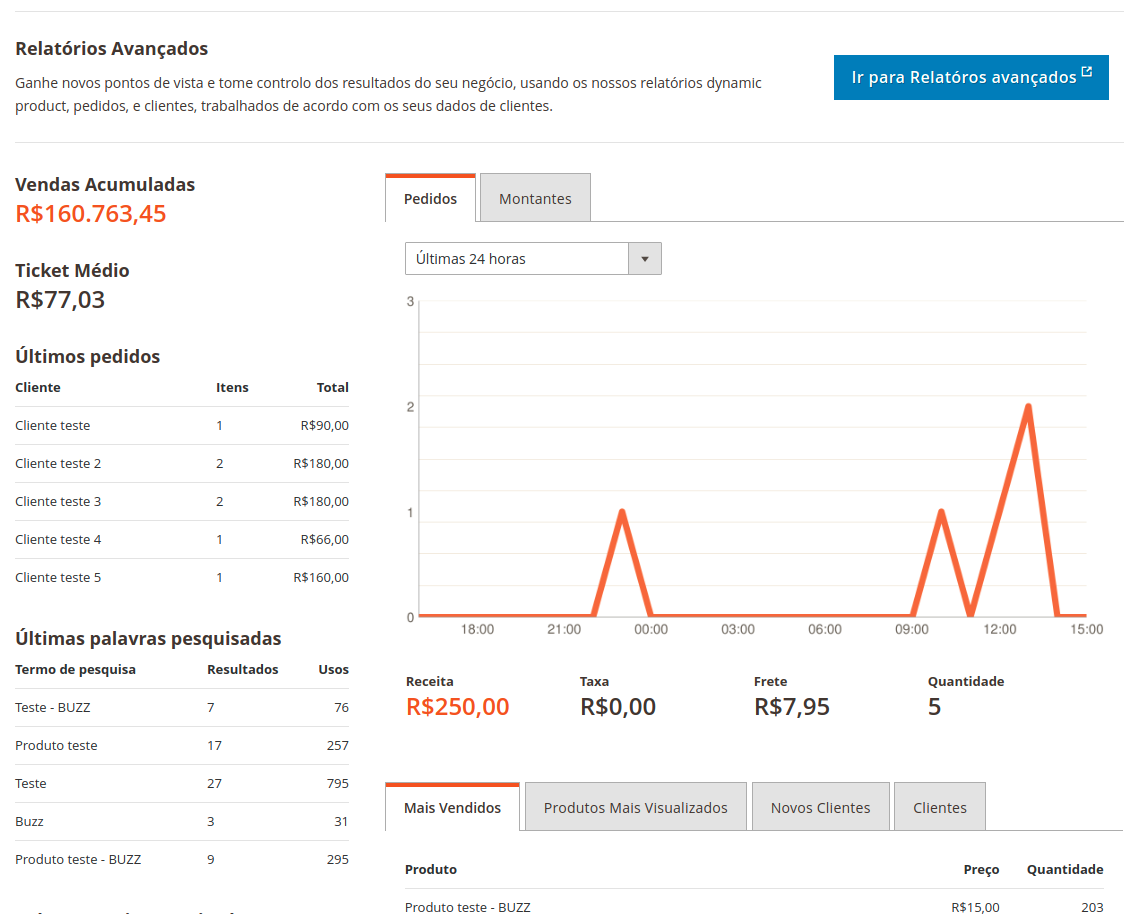 Relatórios Avançados
Ganhe novos pontos de vista e tome controlo dos resultados do seu negócio, usando os nossos relatórios dynamic
product, pedidos, e clientes, trabalhados de acordo com os seus dados de clientes.
Ir para Relatóros avançados
Vendas Acumuladas
R$160.763,45
Ticket Médio
R$77,03
Últimos pedidos
Cliente Itens Total
Cliente teste 1 R$90,00
Cliente teste 2 2 R$180,00
Cliente teste 3 2 R$180,00
Cliente teste 4 1 R$66,00
Cliente teste 5 1 R$160,00
Últimas palavras pesquisadas
Termo de pesquisa Resultados Usos
Teste - BUZZ 7 76
Produto teste 17 257
Teste 27 795
Buzz 3 31
Produto teste - BUZZ 9 295
Pedidos Montantes
Últimas 24 horas
3
2
1
0
18:00 21:00 00:00 03:00 06:00 09:00 12:00 15:00
Receita Taxa Frete Quantidade
R$250,00 R$0,00 R$7,95 5
Mais Vendidos Produtos Mais Visualizados Novos Clientes Clientes
Produto Preço Quantidade
Produto teste - BUZZ R$15,00 203